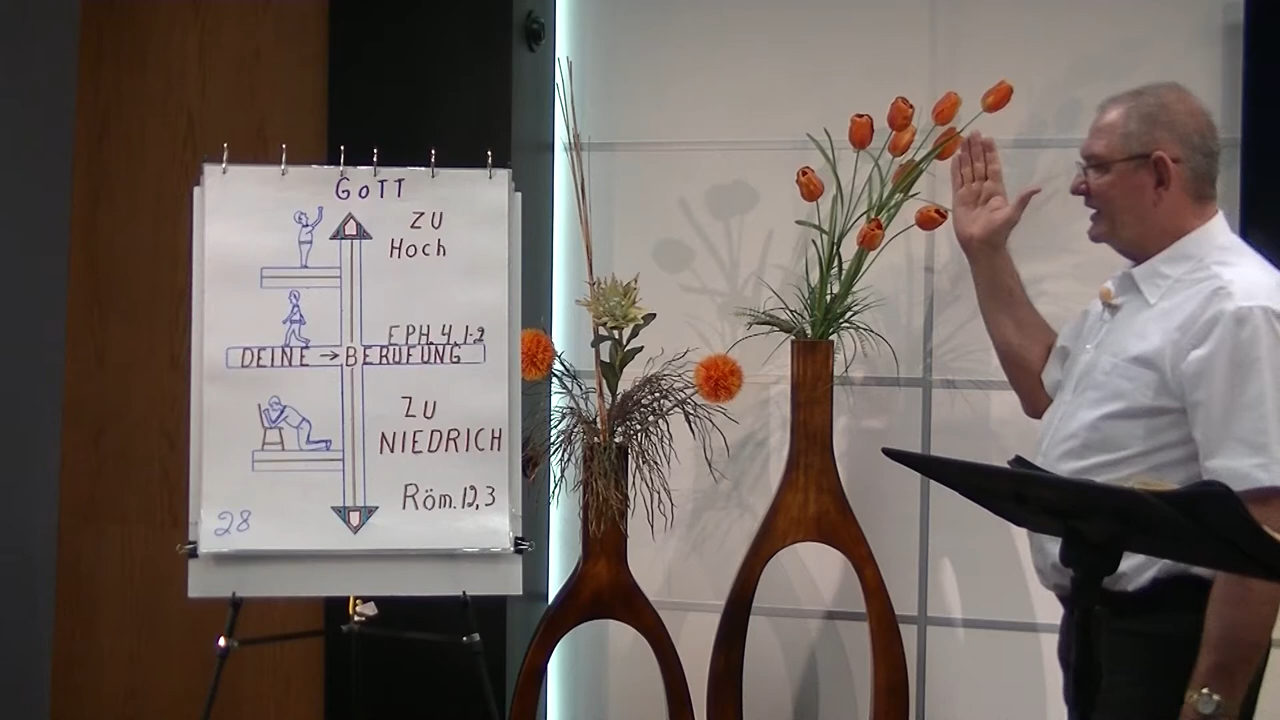 GOTT
ZU
Hoch
EPH. 4,1-2
DEINE → BERUFUNG
ZU
NIEDRICH
Röm. 12,3
28